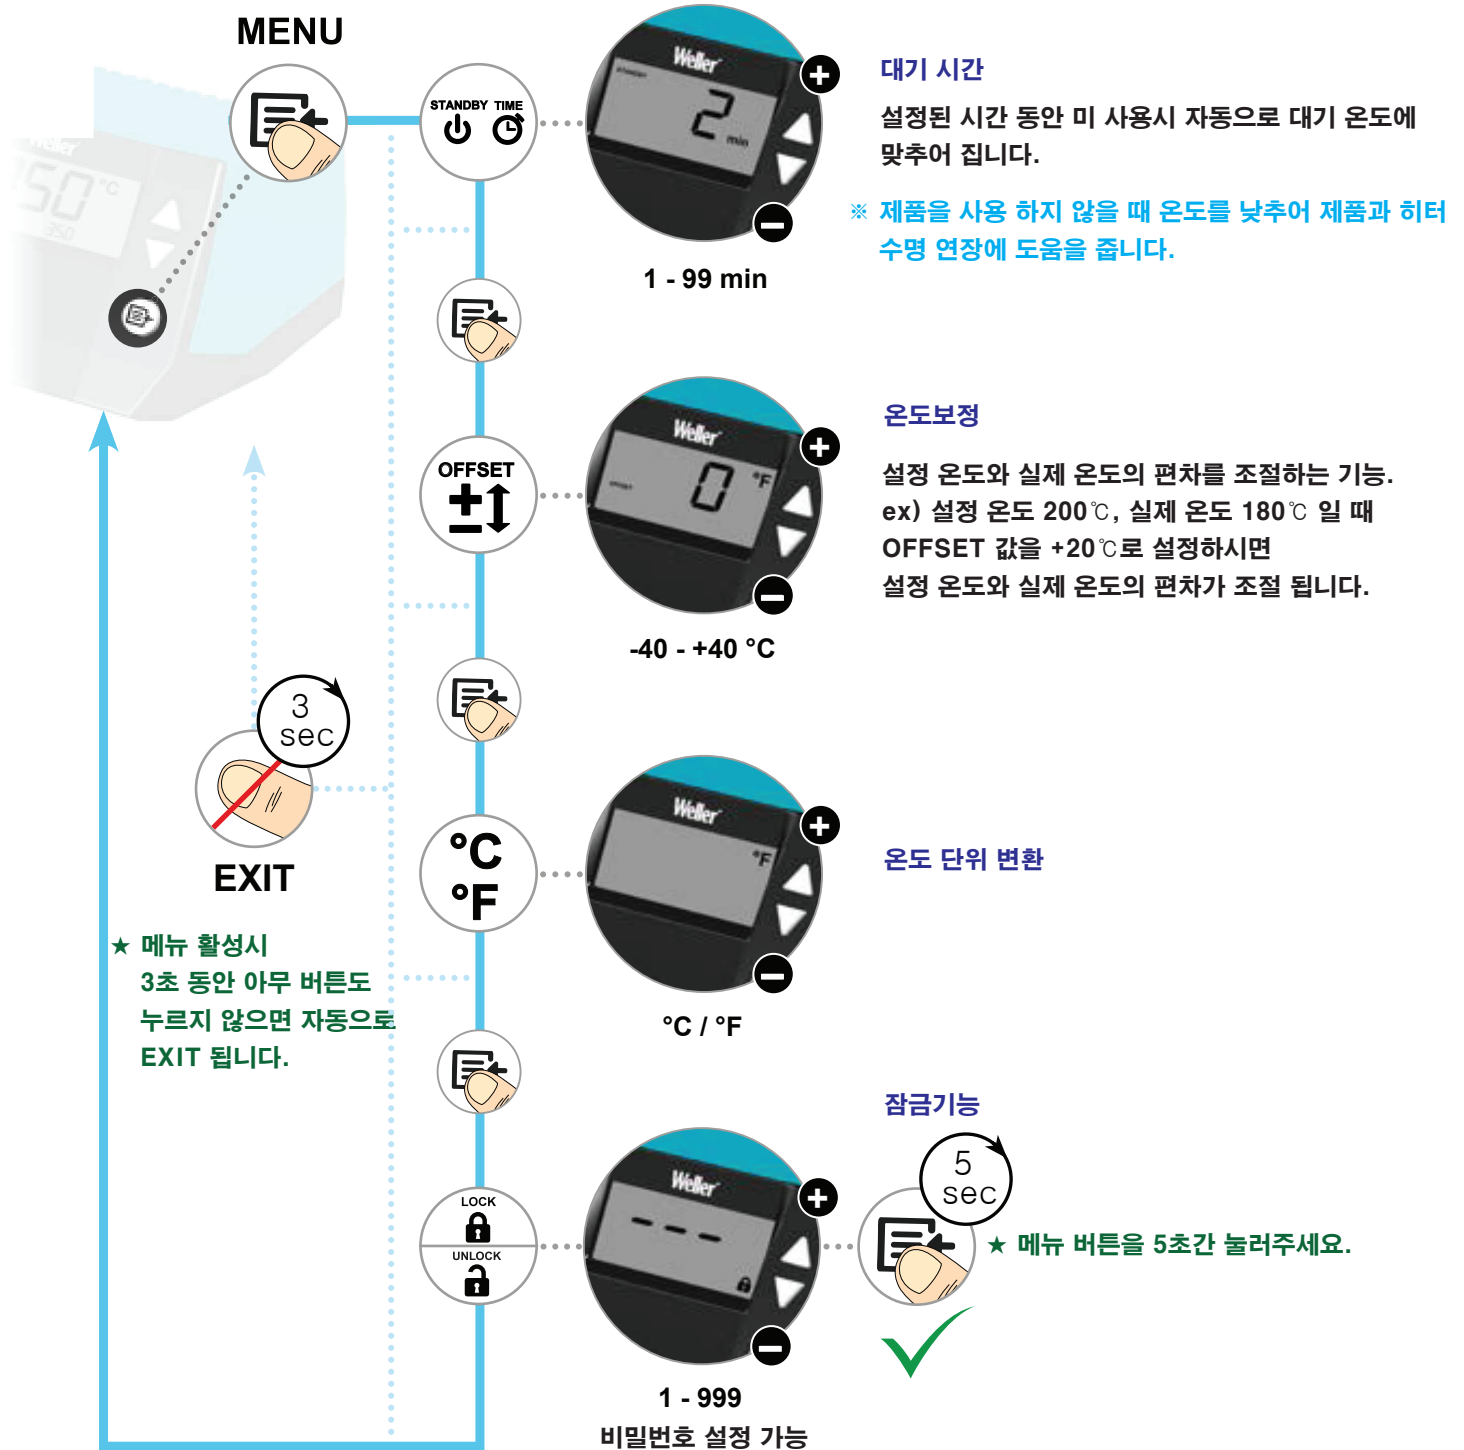 MENU
Weller
350 °C
350
STANDBY TIME
Weller
STANDBY
2 min
1 - 99 min
대기 시간
설정된 시간 동안 미 사용시 자동으로 대기 온도에
맞추어 집니다.
※ 제품을 사용 하지 않을 때 온도를 낮추어 제품과 히터
수명 연장에 도움을 줍니다.
OFFSET
Weller
OFFSET
0 °F
-40 - +40 °C
온도보정
설정 온도와 실제 온도의 편차를 조절하는 기능.
ex) 설정 온도 200℃, 실제 온도 180℃ 일 때
OFFSET 값을 +20℃로 설정하시면
설정 온도와 실제 온도의 편차가 조절 됩니다.
3
sec
EXIT
★ 메뉴 활성시
3초 동안 아무 버튼도
누르지 않으면 자동으로
EXIT 됩니다.
°C
°F
Weller
°F
°C / °F
온도 단위 변환
LOCK
UNLOCK
Weller
---
1 - 999
비밀번호 설정 가능
잠금기능
5
sec
★ 메뉴 버튼을 5초간 눌러주세요.